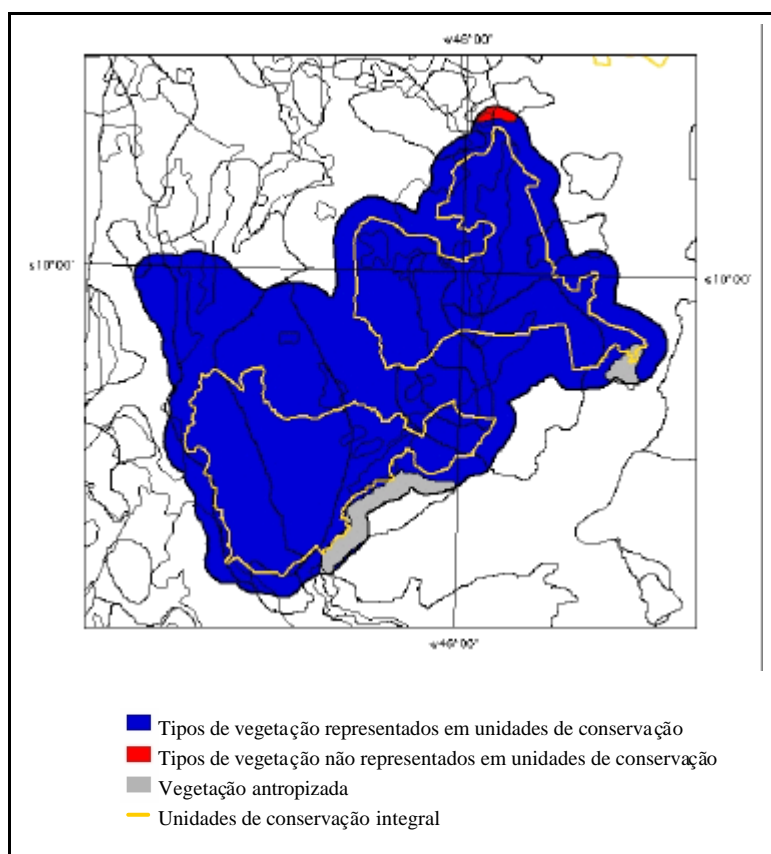 w46°00'
s10°00'
s10°00'
w46°00'
Tipos de vegetação representados em unidades de conservação
Tipos de vegetação não representados em unidades de conservação
Vegetação antropizada
Unidades de conservação integral